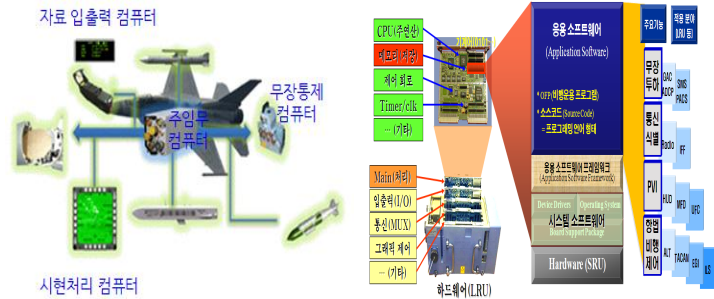 자료 입출력 컴퓨터
무장통제
컴퓨터
주임무
컴퓨터
시현처리 컴퓨터
CPU(주연산)
메모리(저장)
제어 회로
Timer/clk
... (기타)
Main(처리)
입출력(I/O)
통신(MUX)
그래픽 제어
... (기타)
하드웨어(LRU)
응용 소프트웨어
(Application Software)
* OFP(비행운용 프로그램)
* 소스코드(Source Code)
= 프로그래밍 언어 형태
응용 소프트웨어 프레임워크
(Application Software Framework)
Device Drivers
Operating System
시스템 소프트웨어
Board Support Package
Hardware (SRU)
주요기능
적용 분야
(LRU 등)
무장
투하
SMS
PACS
통신
식별
Radio
IFF
PVI
HUD
MFD
UFC
항법
비행
제어
ALT
TACAN
EGI
ILS